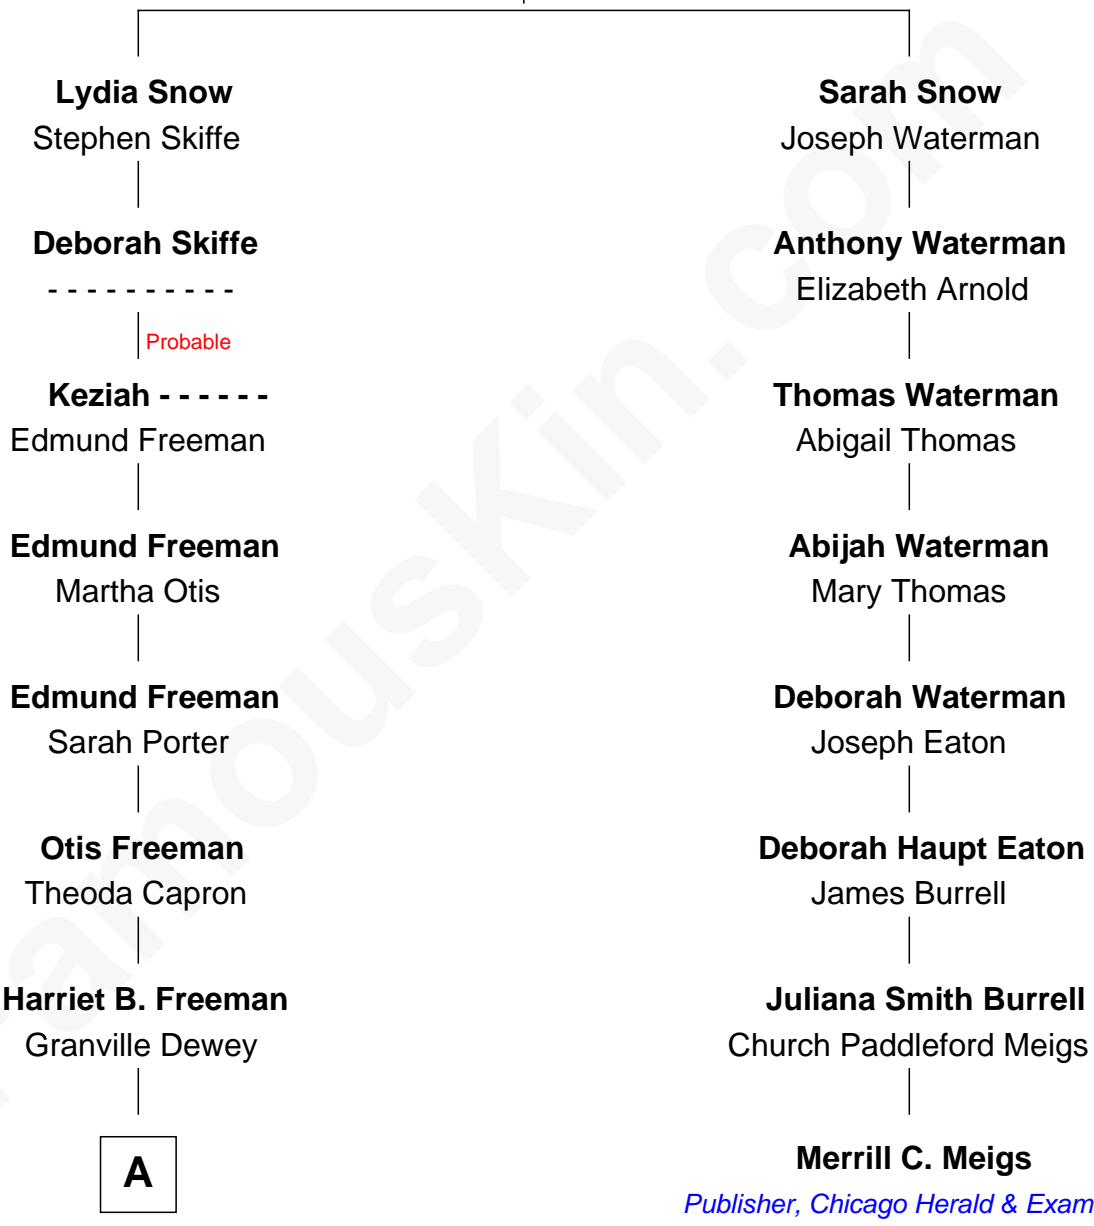 Lydia Snow
Stephen Skiffe
Deborah Skiffe
- - - - - - - - - -
Probable
Keziah - - - - - -
Edmund Freeman
Edmund Freeman
Martha Otis
Edmund Freeman
Sarah Porter
Otis Freeman
Theoda Capron
Harriet B. Freeman
Granville Dewey
A
Sarah Snow
Joseph Waterman
Anthony Waterman
Elizabeth Arnold
Thomas Waterman
Abigail Thomas
Abijah Waterman
Mary Thomas
Deborah Waterman
Joseph Eaton
Deborah Haupt Eaton
James Burrell
Juliana Smith Burrell
Church Paddleford Meigs
Merrill C. Meigs
Publisher, Chicago Herald & Exam
FamousKin.com